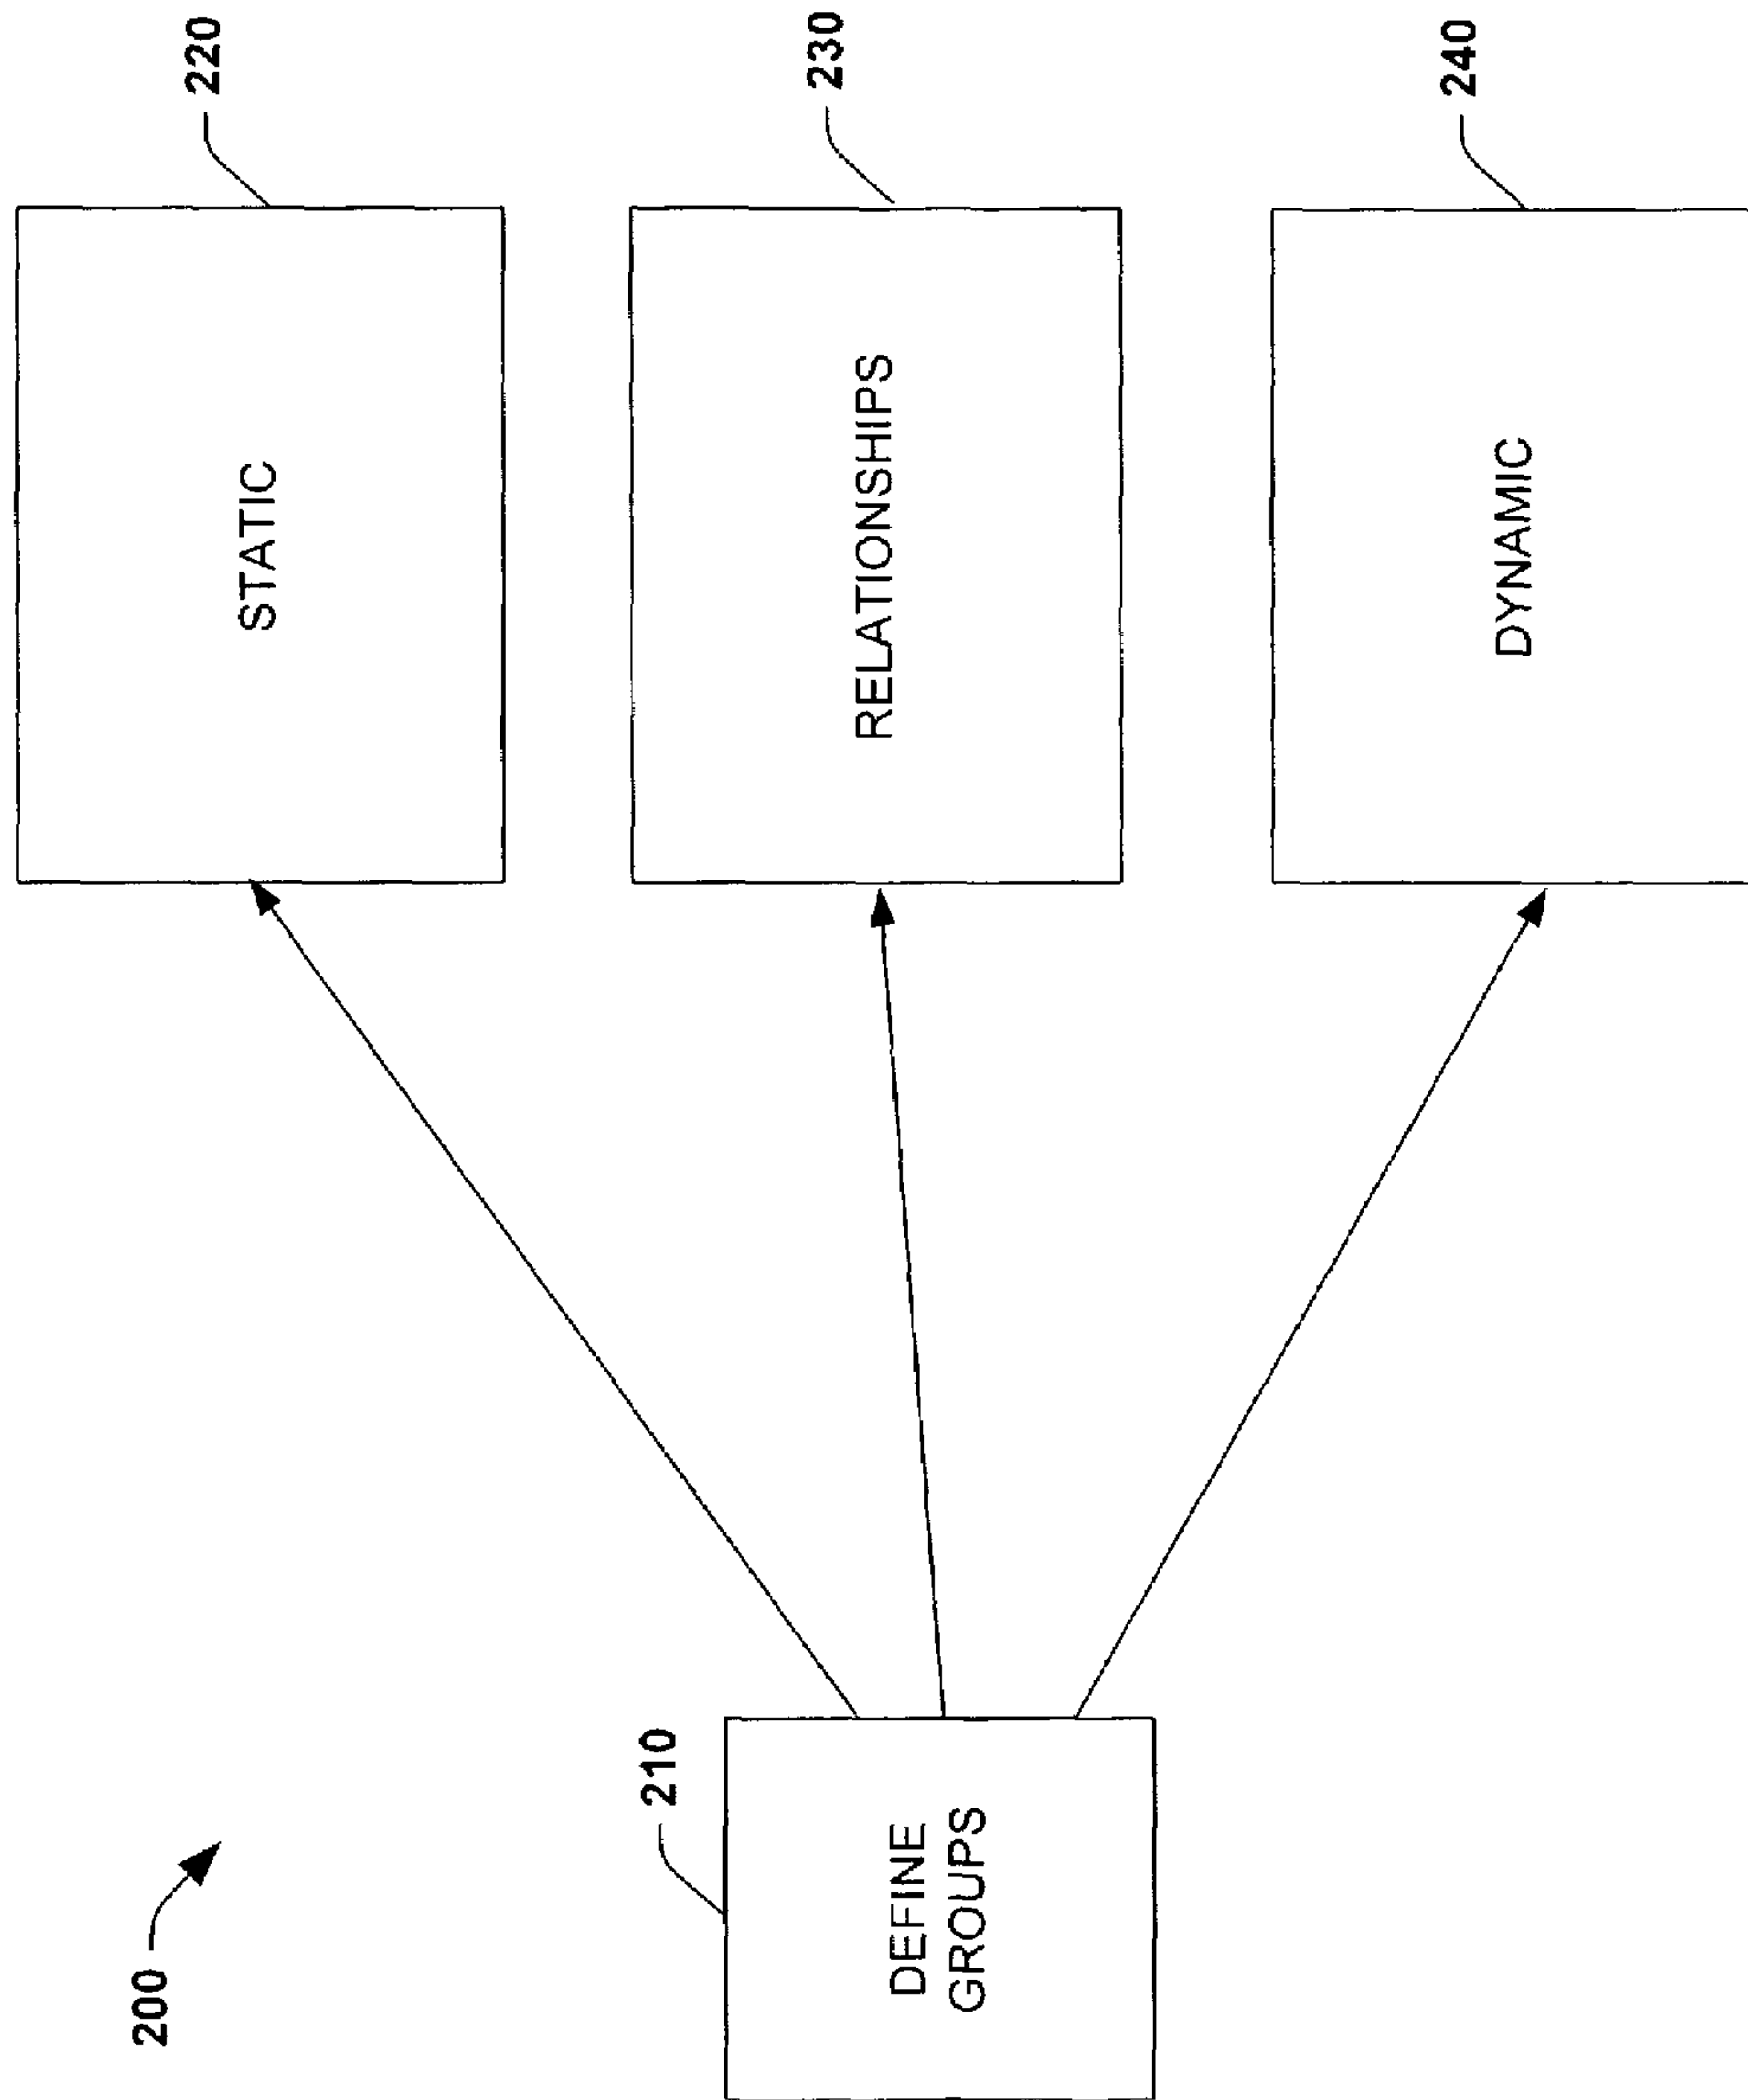 200
210
DEFINE
GROUPS
220
STATIC
230
RELATIONSHIPS
240
DYNAMIC